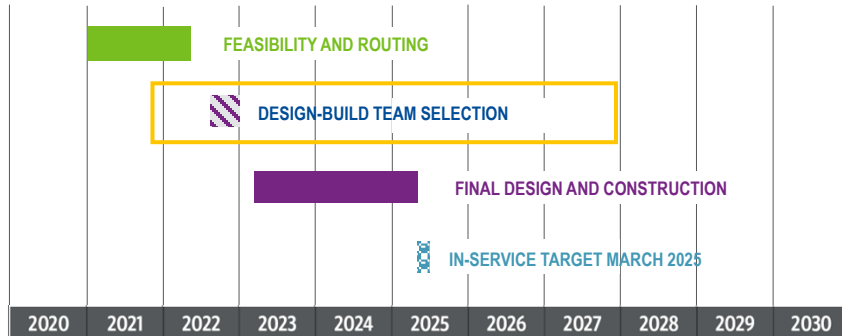 FEASIBILITY AND ROUTING
DESIGN-BUILD TEAM SELECTION
FINAL DESIGN AND CONSTRUCTION
IN-SERVICE TARGET MARCH 2025
2020 2021 2022 2023 2024 2025 2026 2027 2028 2029 2030